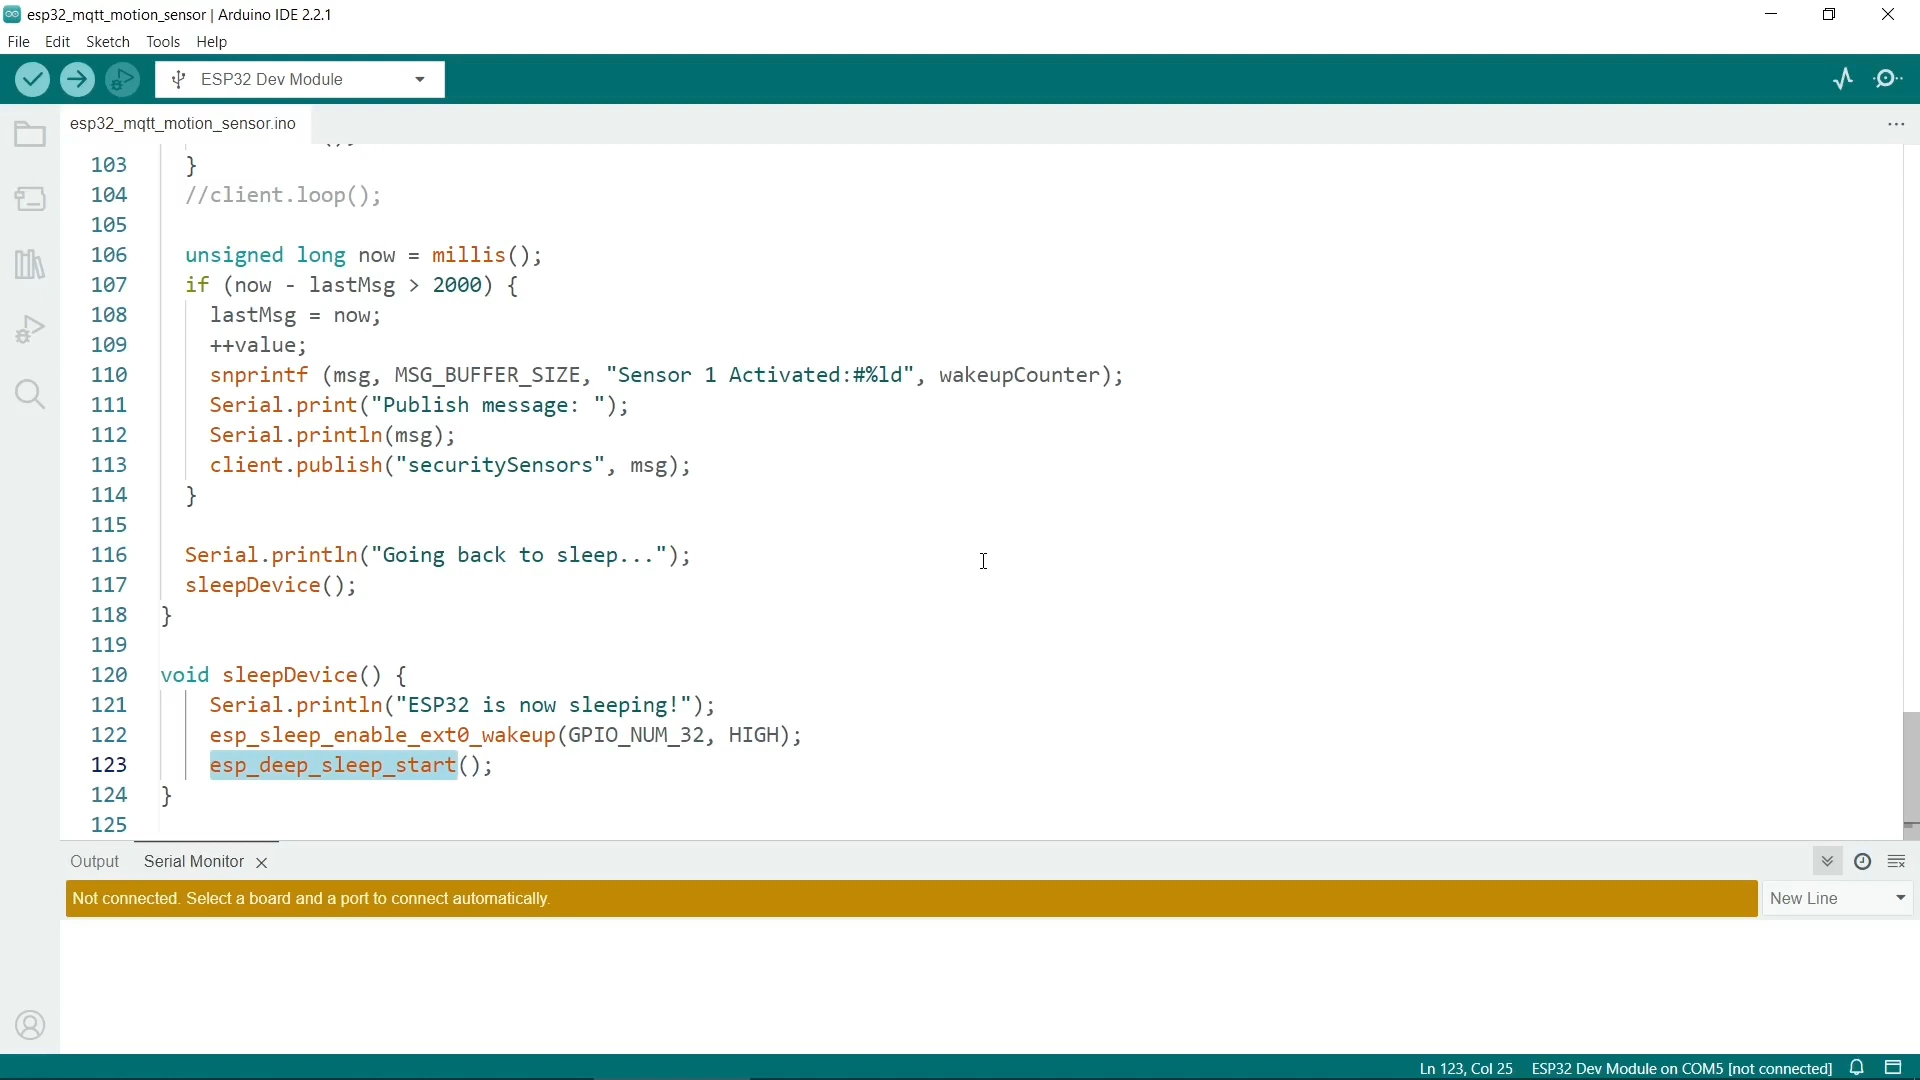 esp32_mqtt_motion_sensor | Arduino IDE 2.2.1
File Edit Sketch Tools Help
ESP32 Dev Module
esp32_mqtt_motion_sensor.ino
103 }
104 //client.loop();
105
106 unsigned long now = millis();
107 if (now - lastMsg > 2000) {
108 lastMsg = now;
109 ++value;
110 snprintf (msg, MSG_BUFFER_SIZE, "Sensor 1 Activated:#%ld", wakeupCounter);
111 Serial.print("Publish message: ");
112 Serial.println(msg);
113 client.publish("securitySensors", msg);
114 }
115
116 Serial.println("Going back to sleep...");
117 sleepDevice();
118 }
119
120 void sleepDevice() {
121 Serial.println("ESP32 is now sleeping!");
122 esp_sleep_enable_ext0_wakeup(GPIO_NUM_32, HIGH);
123 esp_deep_sleep_start();
124 }
125
Output Serial Monitor
Not connected. Select a board and a port to connect automatically.
New Line
Ln 123, Col 25 ESP32 Dev Module on COM5 [not connected]